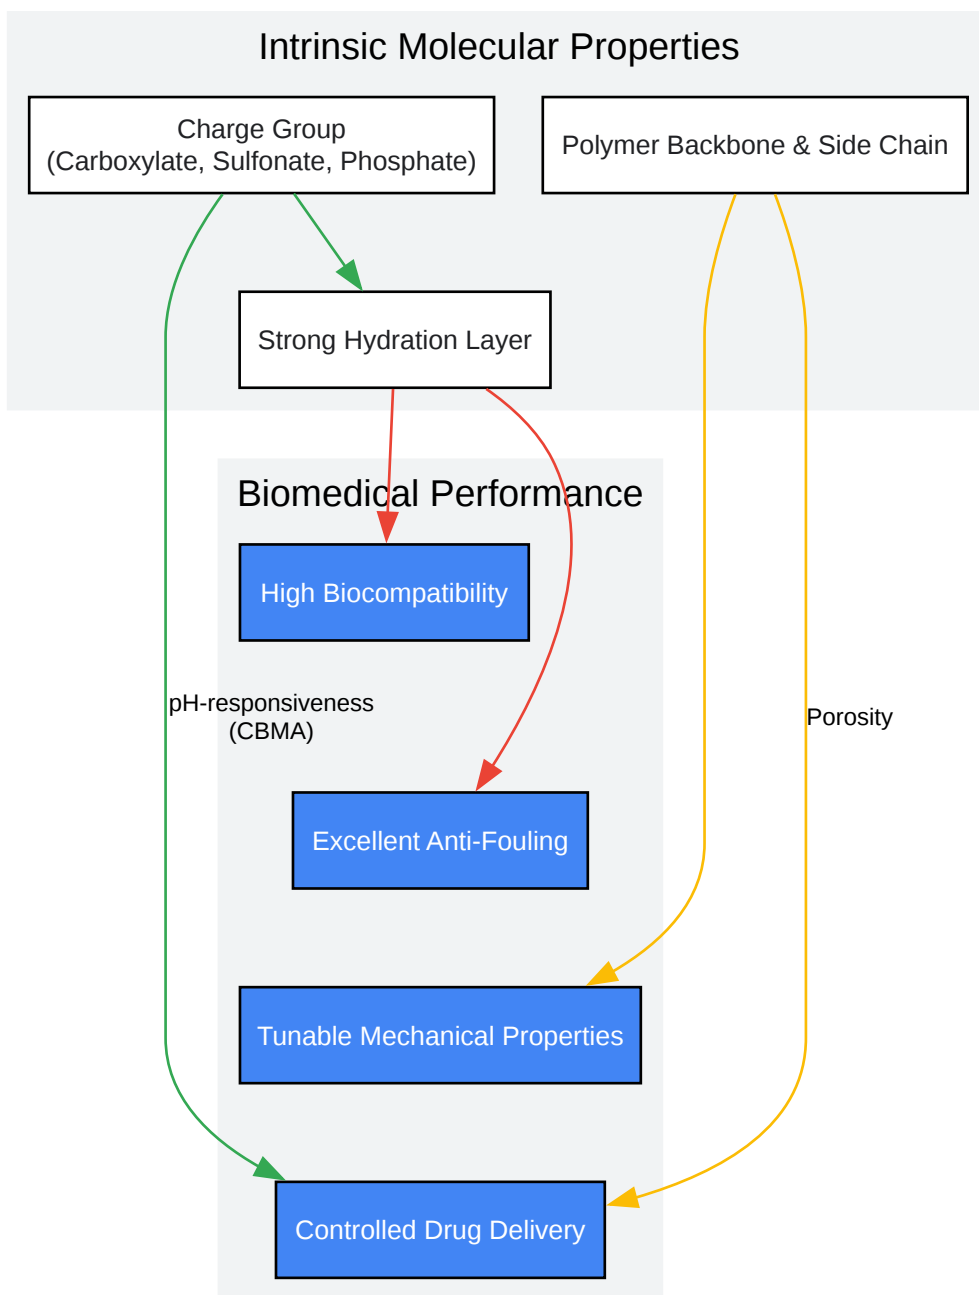 Intrinsic Molecular Properties
Charge Group
(Carboxylate, Sulfonate, Phosphate)
Polymer Backbone & Side Chain
Strong Hydration Layer
Biomedical Performance
High Biocompatibility
pH-responsiveness
(CBMA)
Porosity
Excellent Anti-Fouling
Tunable Mechanical Properties
Controlled Drug Delivery